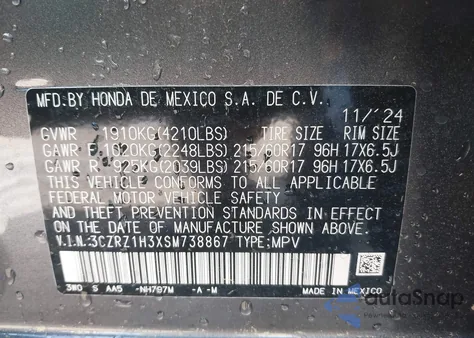 MFD.BY HONDA DE MEXICO S.A. DE C.V.
11/'24
GVWR 1910KG(4210LBS) TIRE SIZE RIM SIZE
GAWR F 1020KG(2248LBS) 215/60R17 96H 17X6.5J
GAWR R 925KG(2039LBS) 215/60R17 96H 17X6.5J
THIS VEHICLE CONFORMS TO ALL APPLICABLE
FEDERAL MOTOR VEHICLE SAFETY
AND THEFT PREVENTION STANDARDS IN EFFECT ON
THE DATE OF MANUFACTURE SHOWN ABOVE.
V.I.N:3CZRZ1H3XSM738867 TYPE:MPV
3W0 S AA5 -NH797M -A-M MADE IN MEXICO
AutoSnap